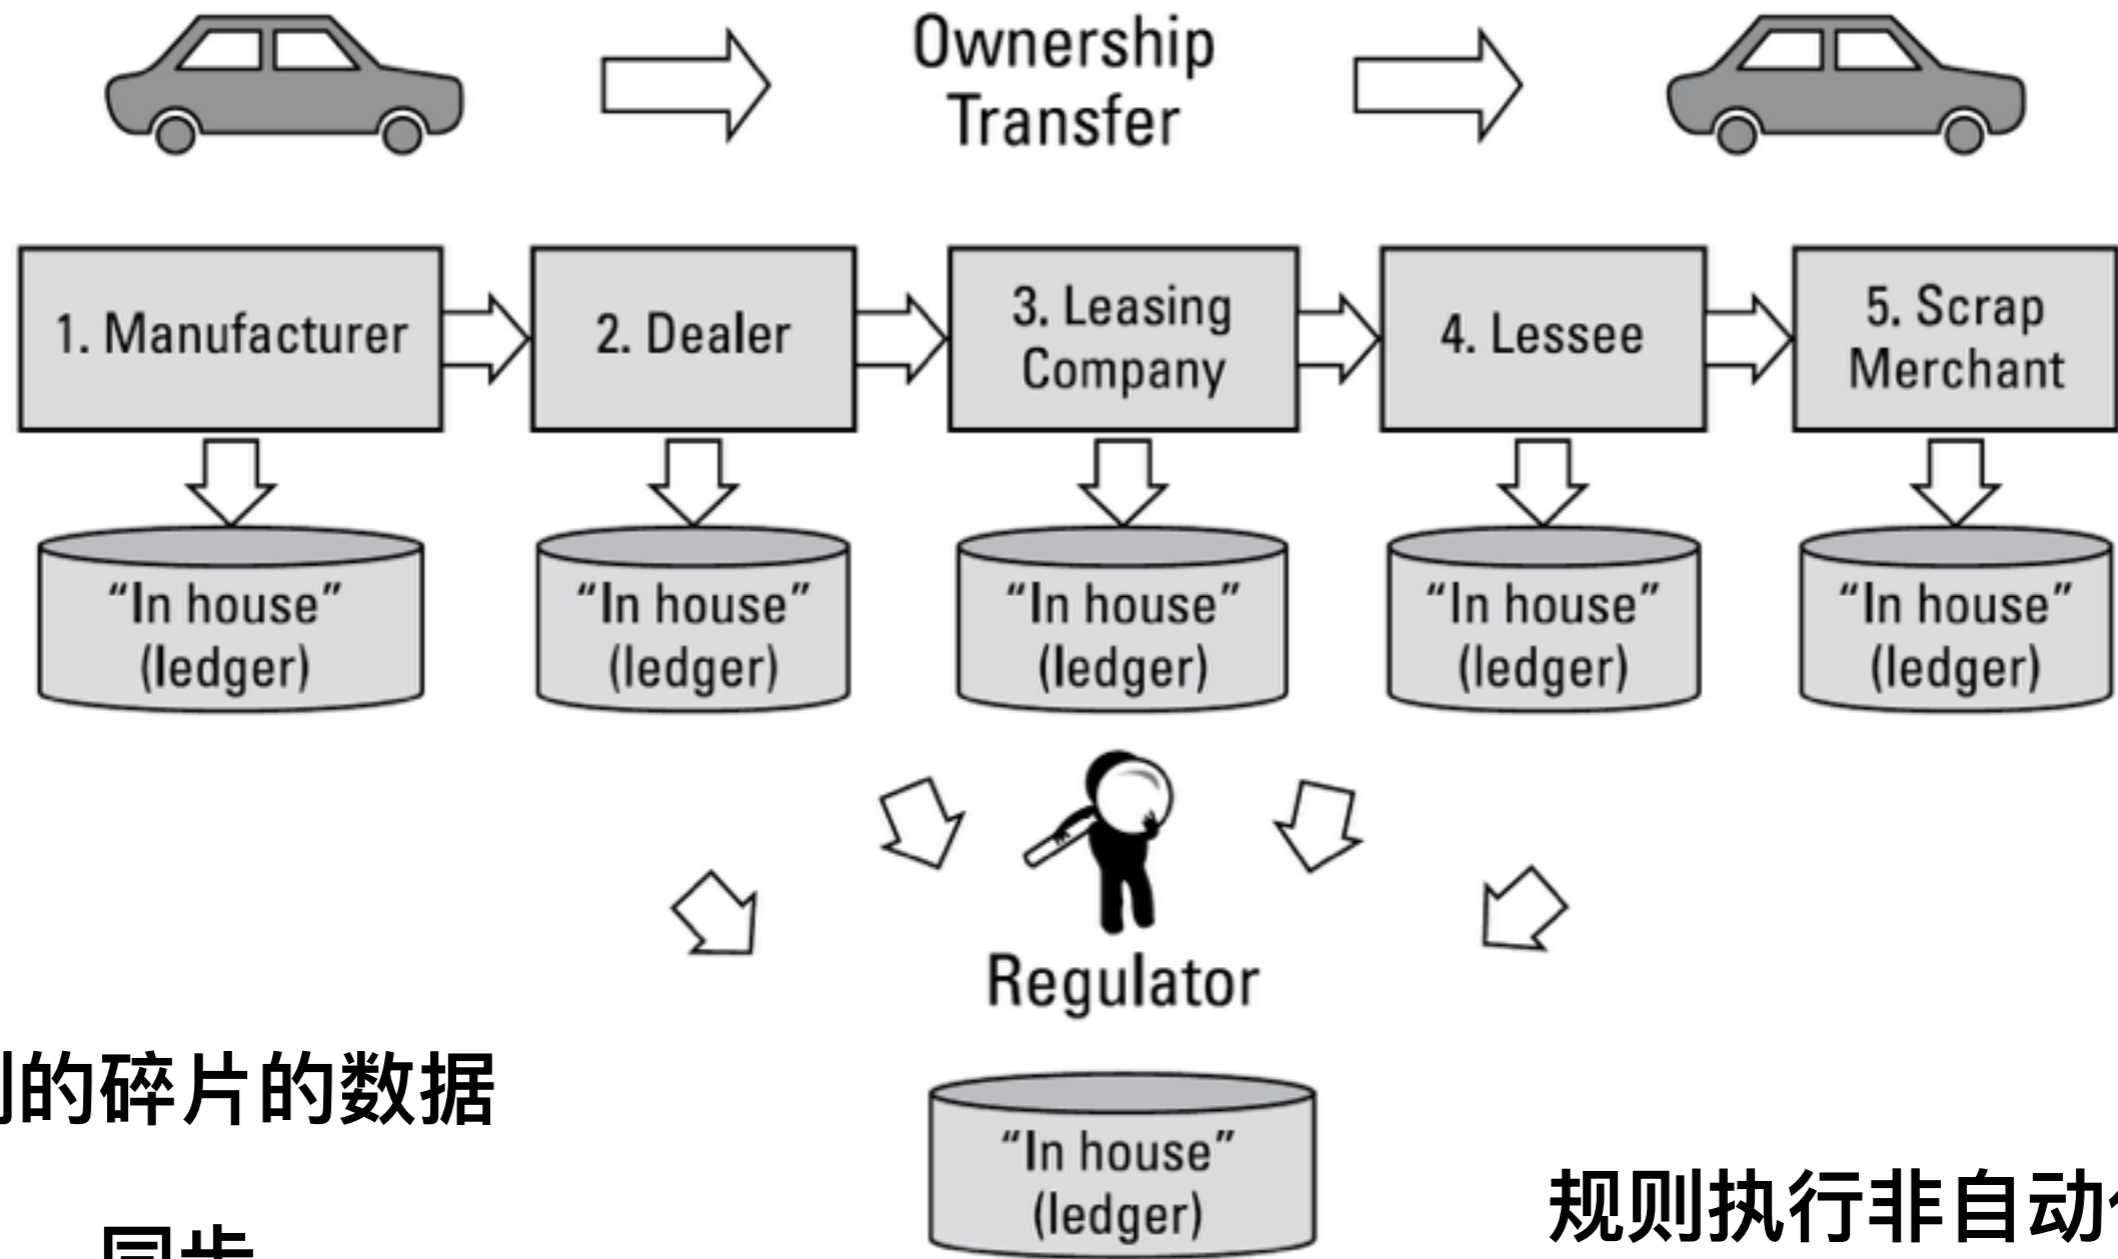 Ownership
Transfer
1. Manufacturer
2. Dealer
3. Leasing
Company
4. Lessee
5. Scrap
Merchant
“In house”
(ledger)
“In house”
(ledger)
“In house”
(ledger)
“In house”
(ledger)
“In house”
(ledger)
Regulator
的碎片的数据
“In house”
(ledger)
规则执行非自动
同步